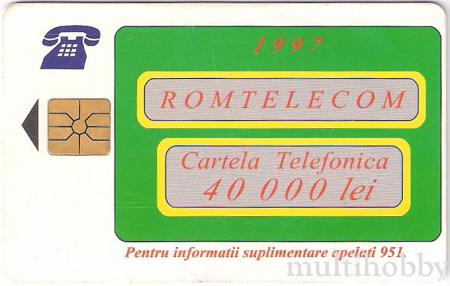 1997
ROMTELECOM
Cartela Telefonica
40 000 lei
Pentru informatii suplimentare apelati 951.
multihobby